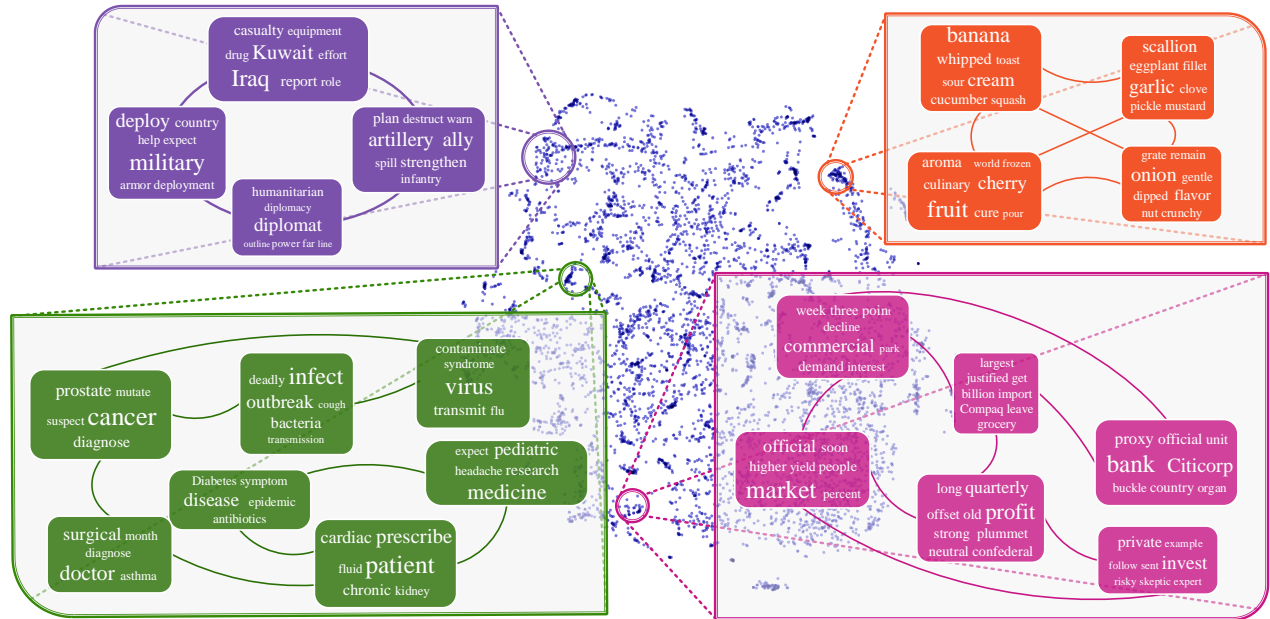 casualty equipment
drug Kuwait effort
Iraq report role
deploy country
help expect
military
armor deployment
plan destruct warn
artillery ally
spill strengthen
infantry
humanitarian
diplomacy
diplomat
outline power far line
banana
whipped toast
sour cream
cucumber squash
scallion
eggplant fillet
garlic clove
pickle mustard
aroma world frozen
culinary cherry
fruit cure pour
grate remain
onion gentle
dipped flavor
nut crunchy
prostate mutate
suspect cancer
diagnose
deadly infect
outbreak cough
bacteria
transmission
contaminate
syndrome
virus
transmit flu
Diabetes symptom
disease epidemic
antibiotics
expect pediatric
headache research
medicine
surgical month
diagnose
doctor asthma
cardiac prescribe
fluid patient
chronic kidney
week three point
decline
commercial park
demand interest
largest
justified get
billion import
Compaq leave
grocery
official soon
higher yield people
market percent
proxy official unit
bank Citicorp
buckle country organ
long quarterly
offset old profit
strong plummet
neutral confederal
private example
follow sent invest
risky skeptic expert